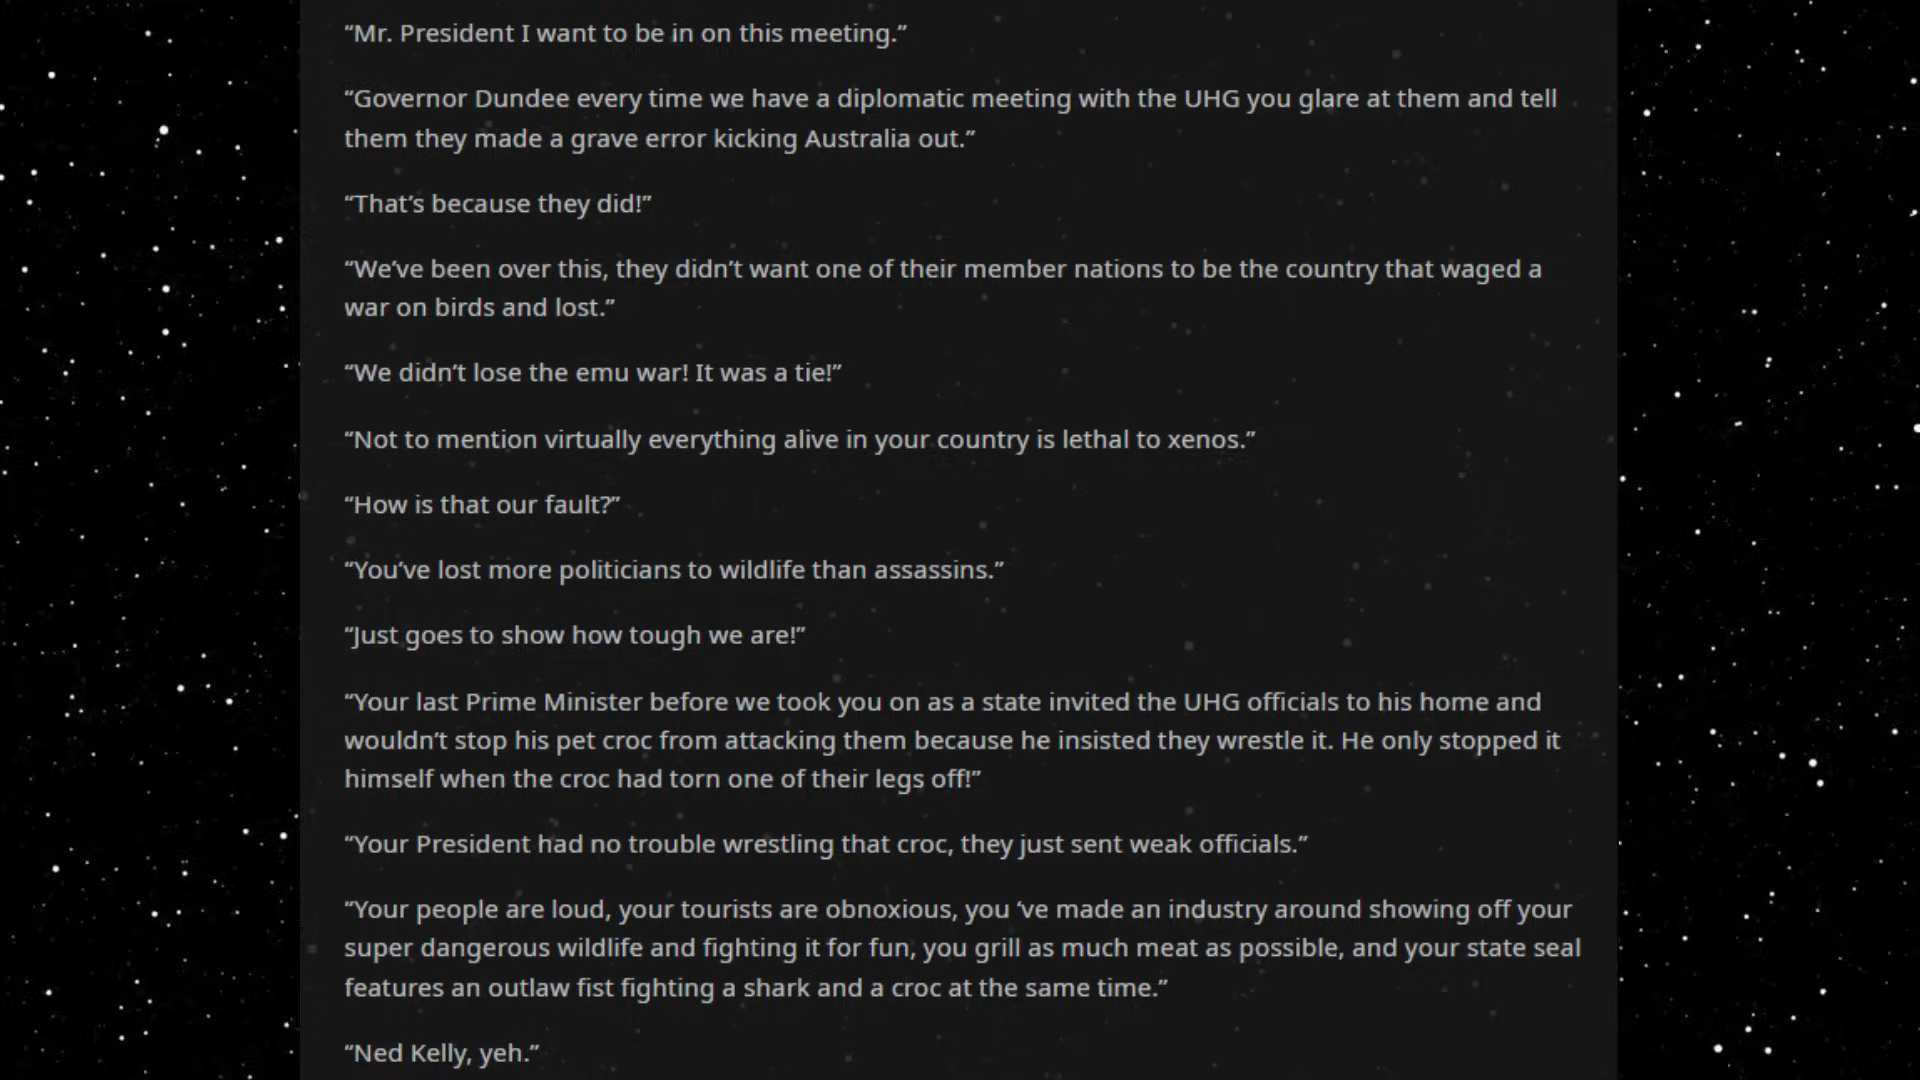 “Mr. President I want to be in on this meeting.”
“Governor Dundee every time we have a diplomatic meeting with the UHG you glare at them and tell
them they made a grave error kicking Australia out.”
“That’s because they did!”
“We’ve been over this, they didn’t want one of their member nations to be the country that waged a
war on birds and lost.”
“We didn’t lose the emu war! It was a tie!”
“Not to mention virtually everything alive in your country is lethal to xenos.”
“How is that our fault?”
“You’ve lost more politicians to wildlife than assassins.”
“Just goes to show how tough we are!”
“Your last Prime Minister before we took you on as a state invited the UHG officials to his home and
wouldn’t stop his pet croc from attacking them because he insisted they wrestle it. He only stopped it
himself when the croc had torn one of their legs off!”
“Your President had no trouble wrestling that croc, they just sent weak officials.”
“Your people are loud, your tourists are obnoxious, you ‘ve made an industry around showing off your
super dangerous wildlife and fighting it for fun, you grill as much meat as possible, and your state seal
features an outlaw fist fighting a shark and a croc at the same time.”
“Ned Kelly, yeh.”